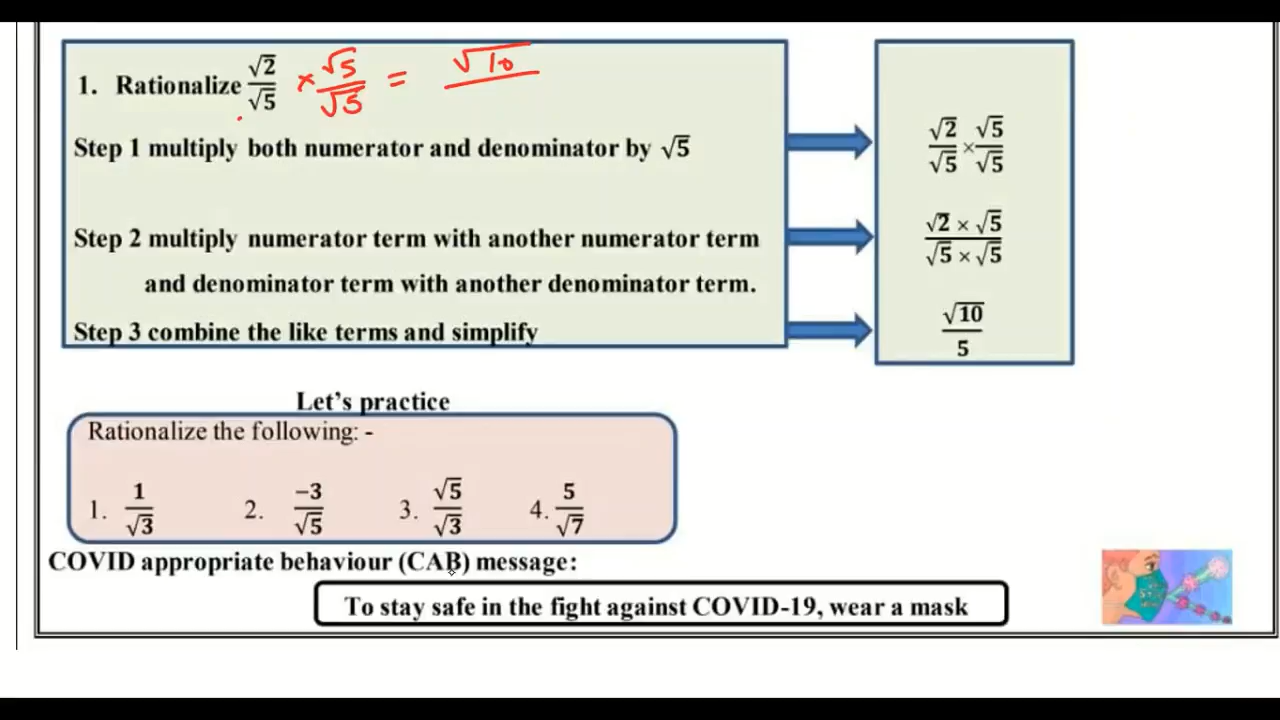 1. Rationalize √2/√5 × √5/√5 = √10
Step 1 multiply both numerator and denominator by √5
√2/√5 × √5/√5
Step 2 multiply numerator term with another numerator term
and denominator term with another denominator term.
√2 × √5 / √5 × √5
Step 3 combine the like terms and simplify
√10/5
Let's practice
Rationalize the following: -
1. 1/√3 2. −3/√5 3. √5/√3 4. 5/√7
COVID appropriate behaviour (CAB) message:
To stay safe in the fight against COVID-19, wear a mask